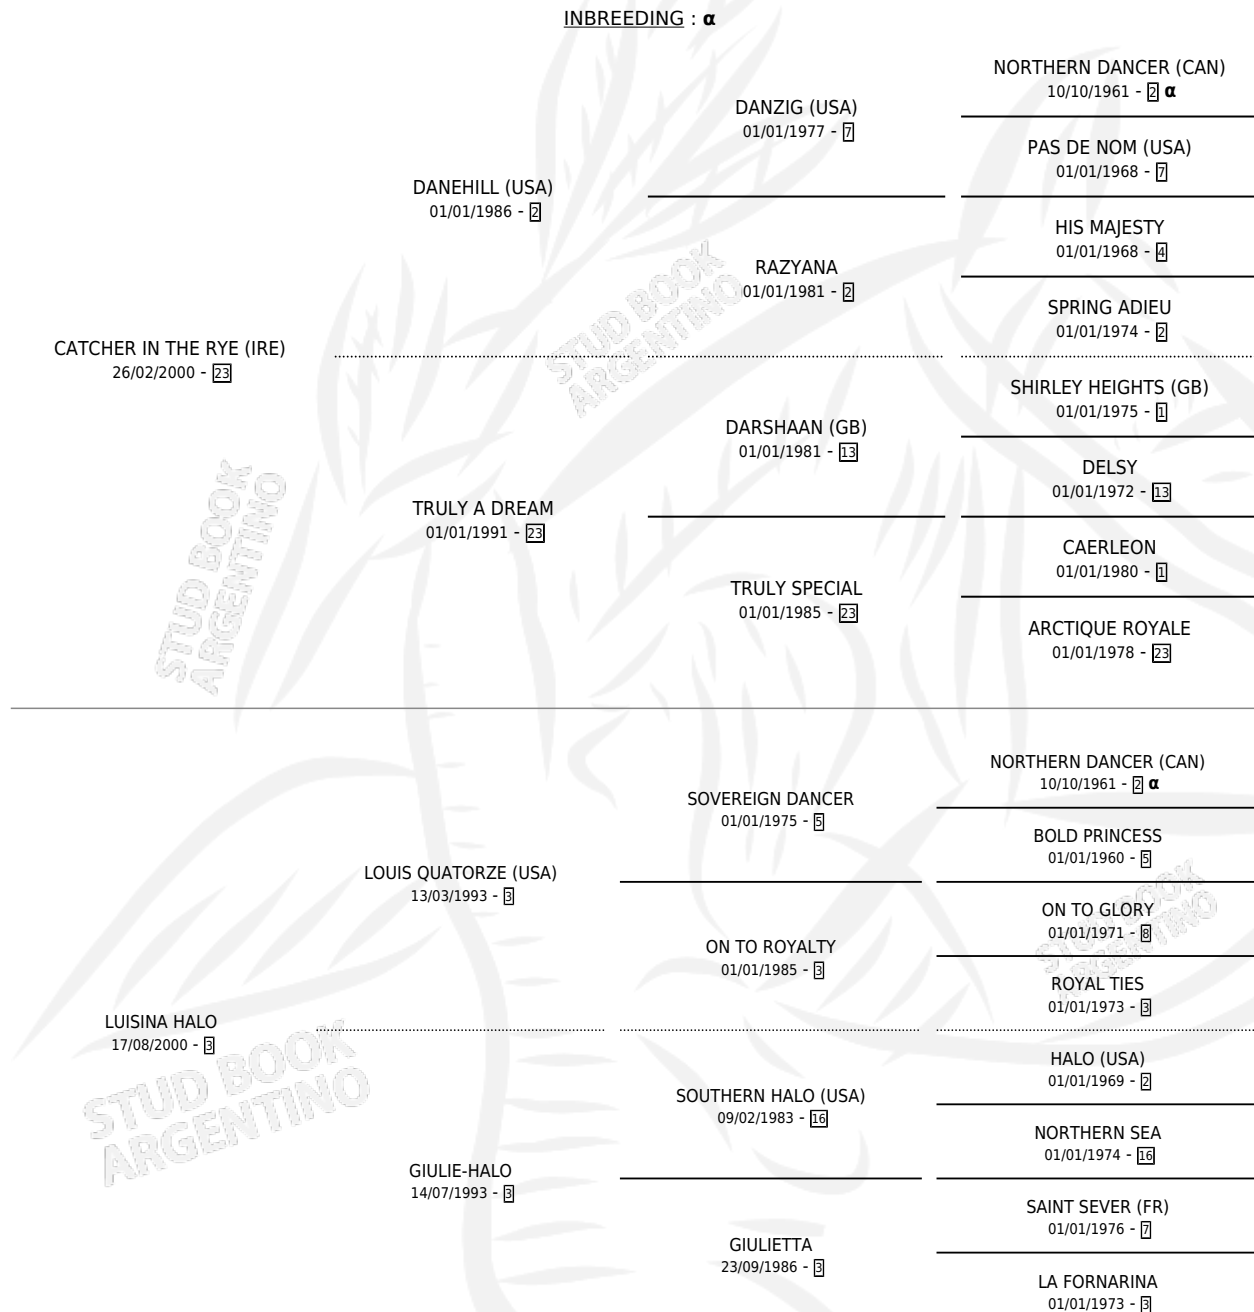 INBREEDING : α
NORTHERN DANCER (CAN)
10/10/1961 - 2 α
DANZIG (USA)
01/01/1977 - 7
PAS DE NOM (USA)
01/01/1968 - 7
DANEHILL (USA)
01/01/1986 - 2
HIS MAJESTY
01/01/1968 - 4
RAZYANA
01/01/1981 - 2
SPRING ADIEU
01/01/1974 - 2
CATCHER IN THE RYE (IRE)
26/02/2000 - 23
SHIRLEY HEIGHTS (GB)
01/01/1975 - 1
DARSHAAN (GB)
01/01/1981 - 13
DELSY
01/01/1972 - 13
TRULY A DREAM
01/01/1991 - 23
CAERLEON
01/01/1980 - 1
TRULY SPECIAL
01/01/1985 - 23
ARCTIQUE ROYALE
01/01/1978 - 23
NORTHERN DANCER (CAN)
10/10/1961 - 2 α
SOVEREIGN DANCER
01/01/1975 - 5
BOLD PRINCESS
01/01/1960 - 5
LOUIS QUATORZE (USA)
13/03/1993 - 3
ON TO GLORY
01/01/1971 - 8
ON TO ROYALTY
01/01/1985 - 3
ROYAL TIES
01/01/1973 - 3
LUISINA HALO
17/08/2000 - 3
HALO (USA)
01/01/1969 - 2
SOUTHERN HALO (USA)
09/02/1983 - 16
NORTHERN SEA
01/01/1974 - 16
GIULIE-HALO
14/07/1993 - 3
SAINT SEVER (FR)
01/01/1976 - 7
GIULIETTA
23/09/1986 - 3
LA FORNARINA
01/01/1973 - 3
STUD BOOK
ARGENTINO
STUD BOOK
ARGENTINO
STUD BOOK
ARGENTINO
STUD BOOK
ARGENTINO